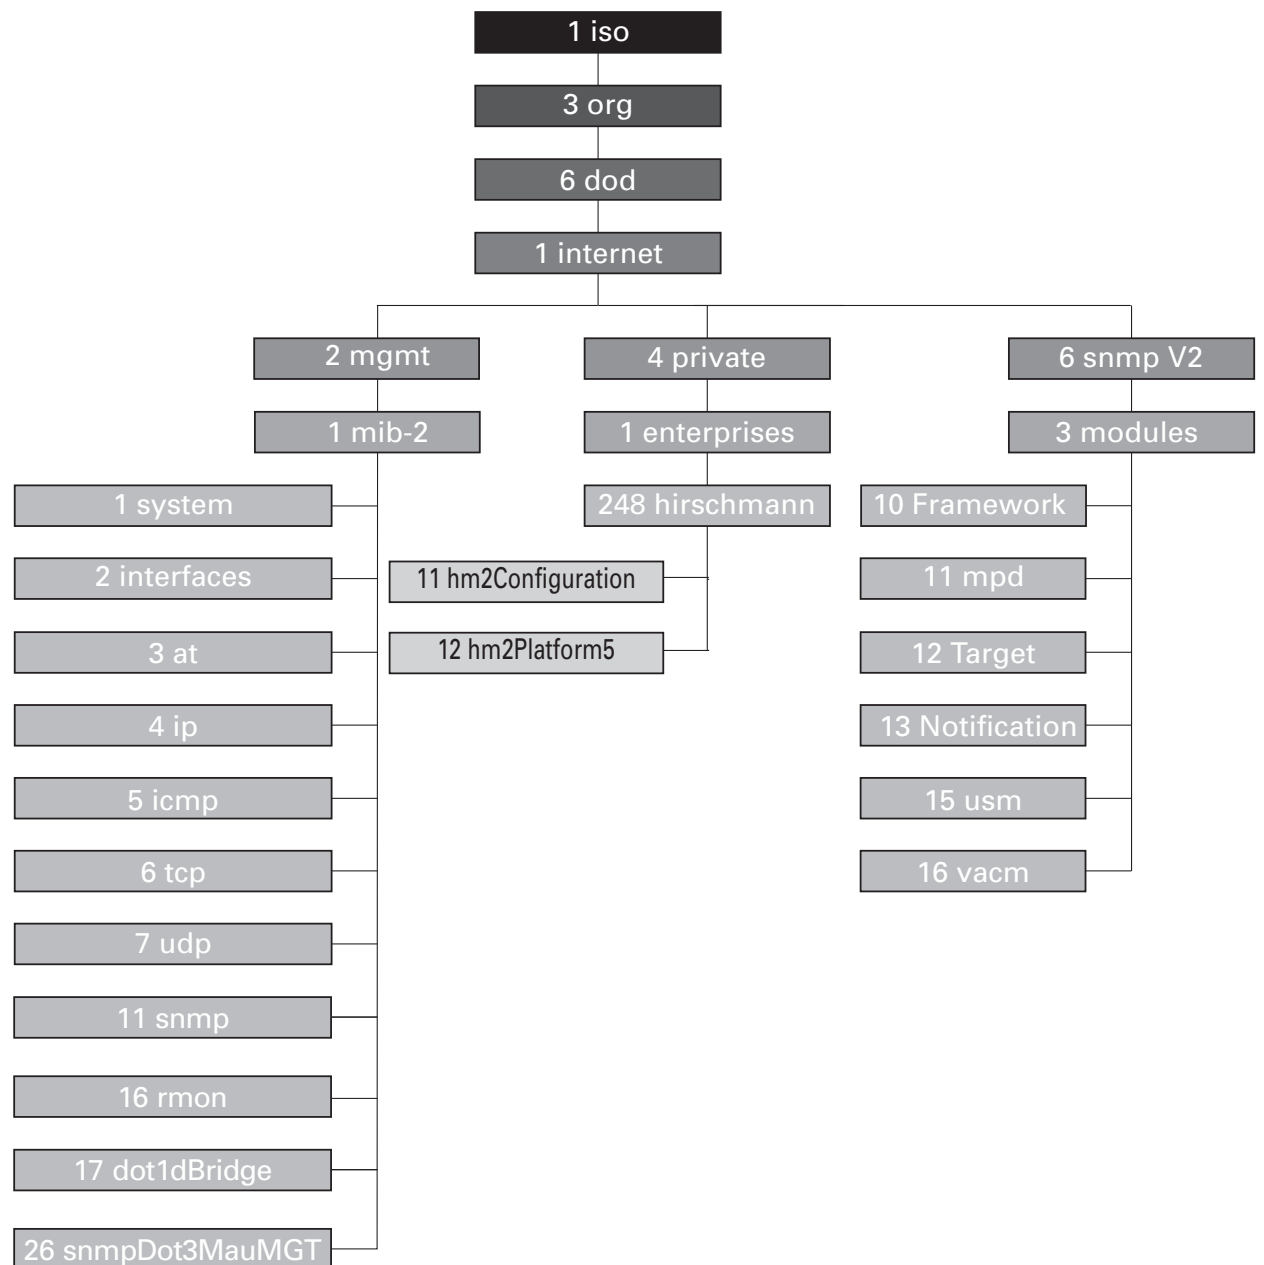 1 iso
3 org
6 dod
1 internet
2 mgmt
4 private
6 snmp V2
1 mib-2
1 enterprises
3 modules
1 system
248 hirschmann
10 Framework
2 interfaces
11 hm2Configuration
11 mpd
3 at
12 hm2Platform5
12 Target
4 ip
13 Notification
5 icmp
15 usm
6 tcp
16 vacm
7 udp
11 snmp
16 rmon
17 dot1dBridge
26 snmpDot3MauMGT